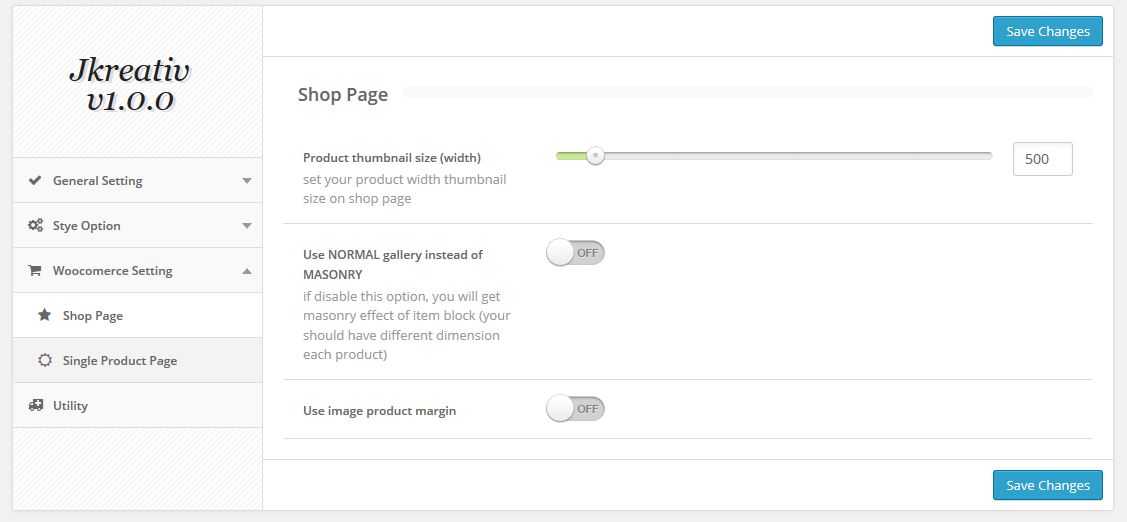 Jkreativ
v1.0.0
General Setting
Stye Option
Woocomerce Setting
Shop Page
Single Product Page
Utility
Save Changes
Shop Page
Product thumbnail size (width)
set your product width thumbnail
size on shop page
500
Use NORMAL gallery instead of
MASONRY
if disable this option, you will get
masonry effect of item block (your
should have different dimension
each product)
OFF
Use image product margin
OFF
Save Changes